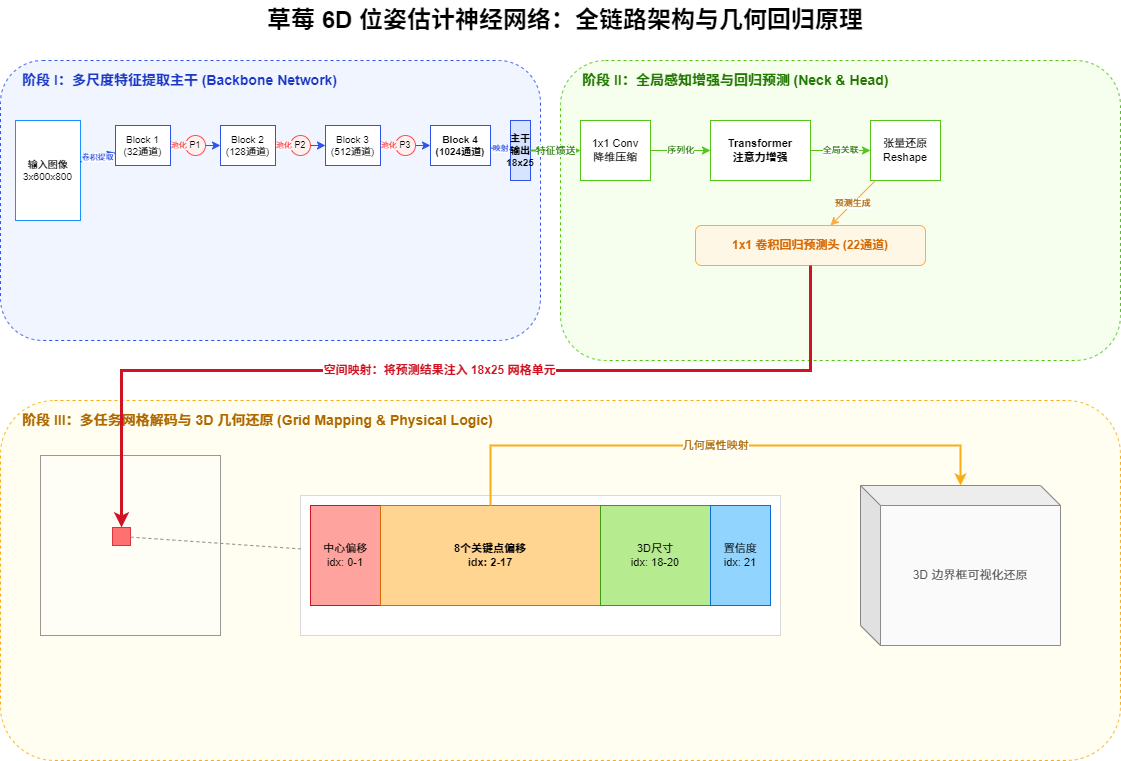 草莓 6D 位姿估计神经网络：全链路架构与几何回归原理
阶段 I：多尺度特征提取主干 (Backbone Network)
输入图像
3x600x800
卷积提取
Block 1
(32通道)
池化
P1
Block 2
(128通道)
池化
P2
Block 3
(512通道)
池化
P3
Block 4
(1024通道)
映射
主干
输出
18x25
阶段 II：全局感知增强与回归预测 (Neck & Head)
特征馈送
1x1 Conv
降维压缩
序列化
Transformer
注意力增强
全局关联
张量还原
Reshape
预测生成
1x1 卷积回归预测头 (22通道)
空间映射：将预测结果注入 18x25 网格单元
阶段 III：多任务网格解码与 3D 几何还原 (Grid Mapping & Physical Logic)
几何属性映射
中心偏移
idx: 0-1
8个关键点偏移
idx: 2-17
3D尺寸
idx: 18-20
置信度
idx: 21
3D 边界框可视化还原